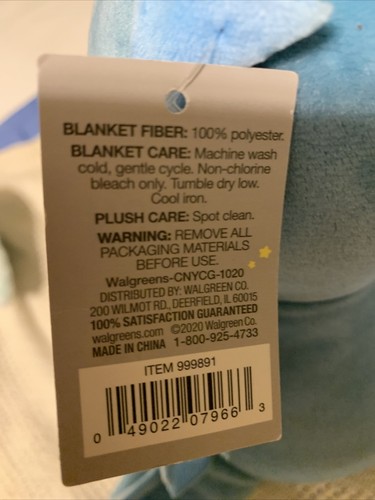 BLANKET FIBER: 100% polyester.
BLANKET CARE: Machine wash
cold, gentle cycle. Non-chlorine
bleach only. Tumble dry low.
Cool iron.
PLUSH CARE: Spot clean.
WARNING: REMOVE ALL
PACKAGING MATERIALS
BEFORE USE.
Walgreens-CNYCG-1020
DISTRIBUTED BY: WALGREEN CO.
200 WILMOT RD., DEERFIELD, IL 60015
100% SATISFACTION GUARANTEED
walgreens.com ©2020 Walgreen Co.
MADE IN CHINA 1-800-925-4733
ITEM 999891
0 49022 07966 3